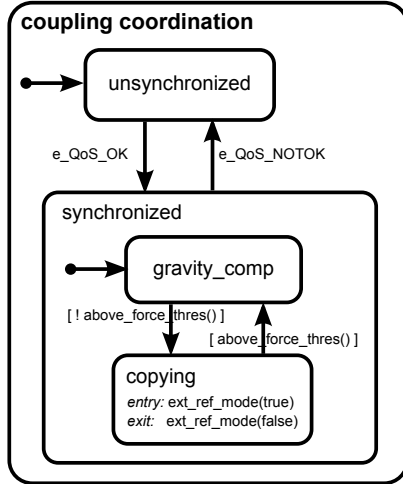 coupling coordination
unsynchronized
e_QoS_OK
e_QoS_NOTOK
synchronized
gravity_comp
[ ! above_force_thres() ]
[ above_force_thres() ]
copying
entry: ext_ref_mode(true)
exit: ext_ref_mode(false)